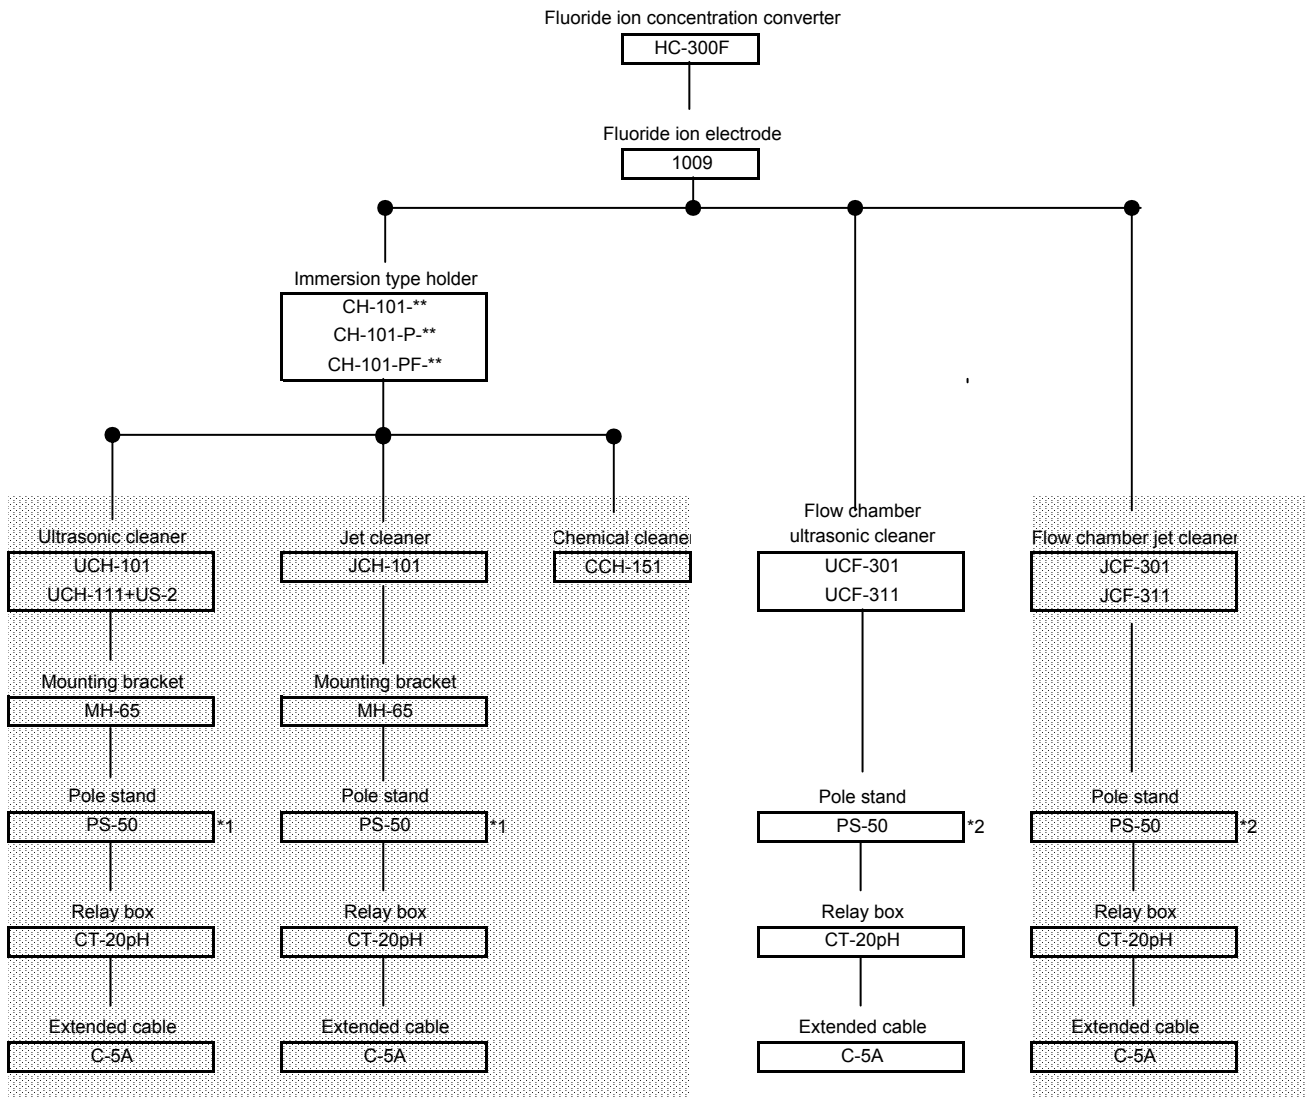 Fluoride ion concentration converter
HC-300F
Fluoride ion electrode
1009
Immersion type holder
CH-101-**
CH-101-P-**
CH-101-PF-**
Ultrasonic cleaner
UCH-101
UCH-111+US-2
Mounting bracket
MH-65
Pole stand
PS-50 *1
Relay box
CT-20pH
Extended cable
C-5A
Jet cleaner
JCH-101
Mounting bracket
MH-65
Pole stand
PS-50 *1
Relay box
CT-20pH
Extended cable
C-5A
Chemical cleane
CCH-151
Flow chamber
ultrasonic cleaner
UCF-301
UCF-311
Pole stand
PS-50 *2
Relay box
CT-20pH
Extended cable
C-5A
Flow chamber jet cleaner
JCF-301
JCF-311
Pole stand
PS-50 *2
Relay box
CT-20pH
Extended cable
C-5A